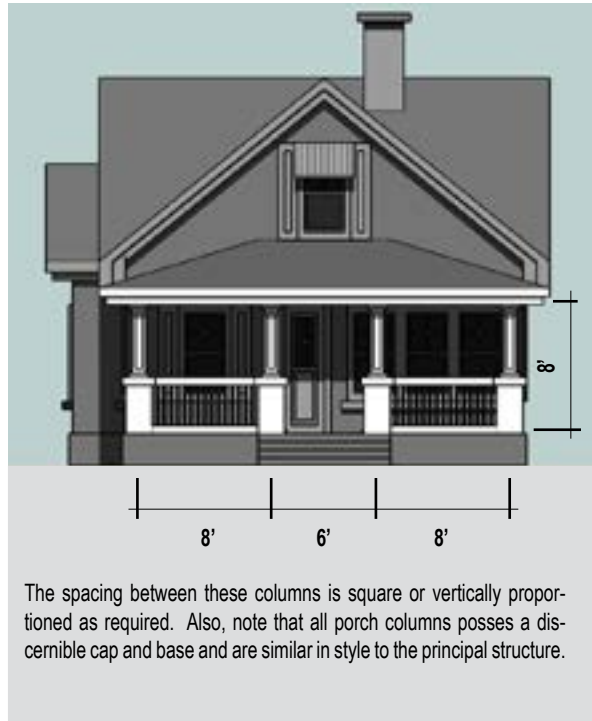 8’
8’ 6’ 8’
The spacing between these columns is square or vertically propor-
tioned as required. Also, note that all porch columns posses a dis-
cernible cap and base and are similar in style to the principal structure.